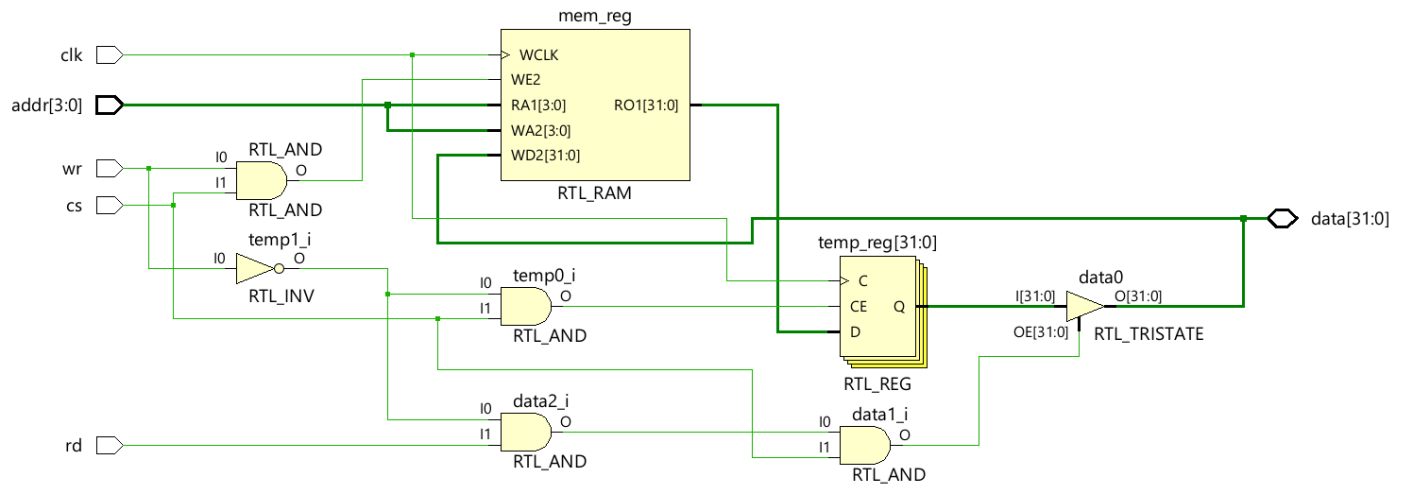 mem_reg
clk
WCLK
WE2
addr[3:0]
RA1[3:0]
RO1[31:0]
WA2[3:0]
WD2[31:0]
RTL_RAM
wr
cs
RTL_AND
I0
O
I1
RTL_AND
temp1_i
I0
O
RTL_INV
data[31:0]
temp_reg[31:0]
C
CE
Q
D
RTL_REG
temp0_i
I0
O
I1
RTL_AND
data0
I[31:0]
O[31:0]
OE[31:0]
RTL_TRISTATE
rd
data2_i
I0
O
I1
RTL_AND
data1_i
I0
O
I1
RTL_AND